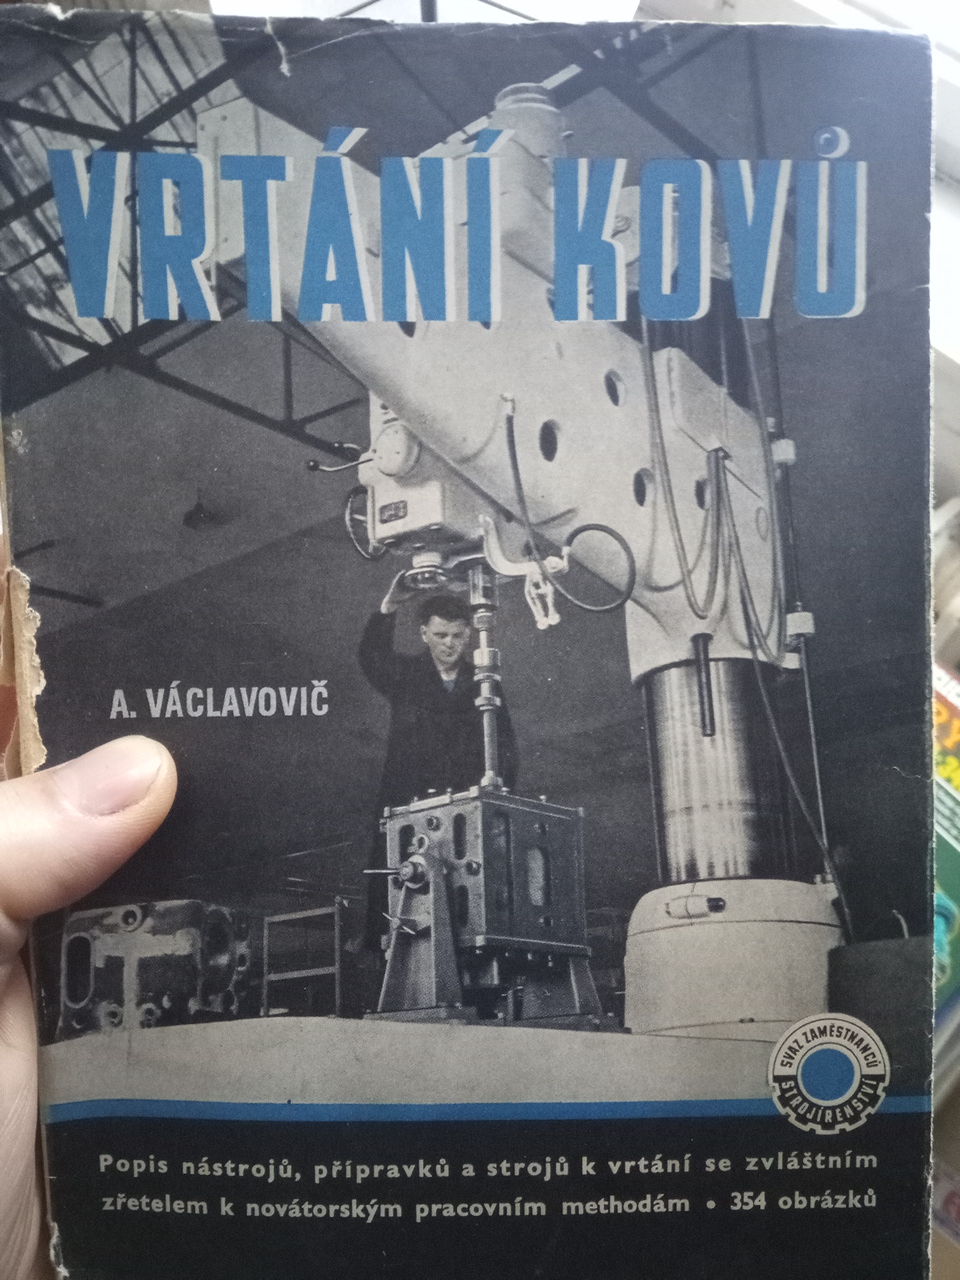 VRTÁNÍ KOVŮ
A. VÁCLAVOVIČ
SVAZ ZAMĚSTNANCŮ
STROJÍRENSTVÍ
Popis nástrojů, přípravků a strojů k vrtání se zvláštním
zřetelem k novátorským pracovním methodám • 354 obrázků